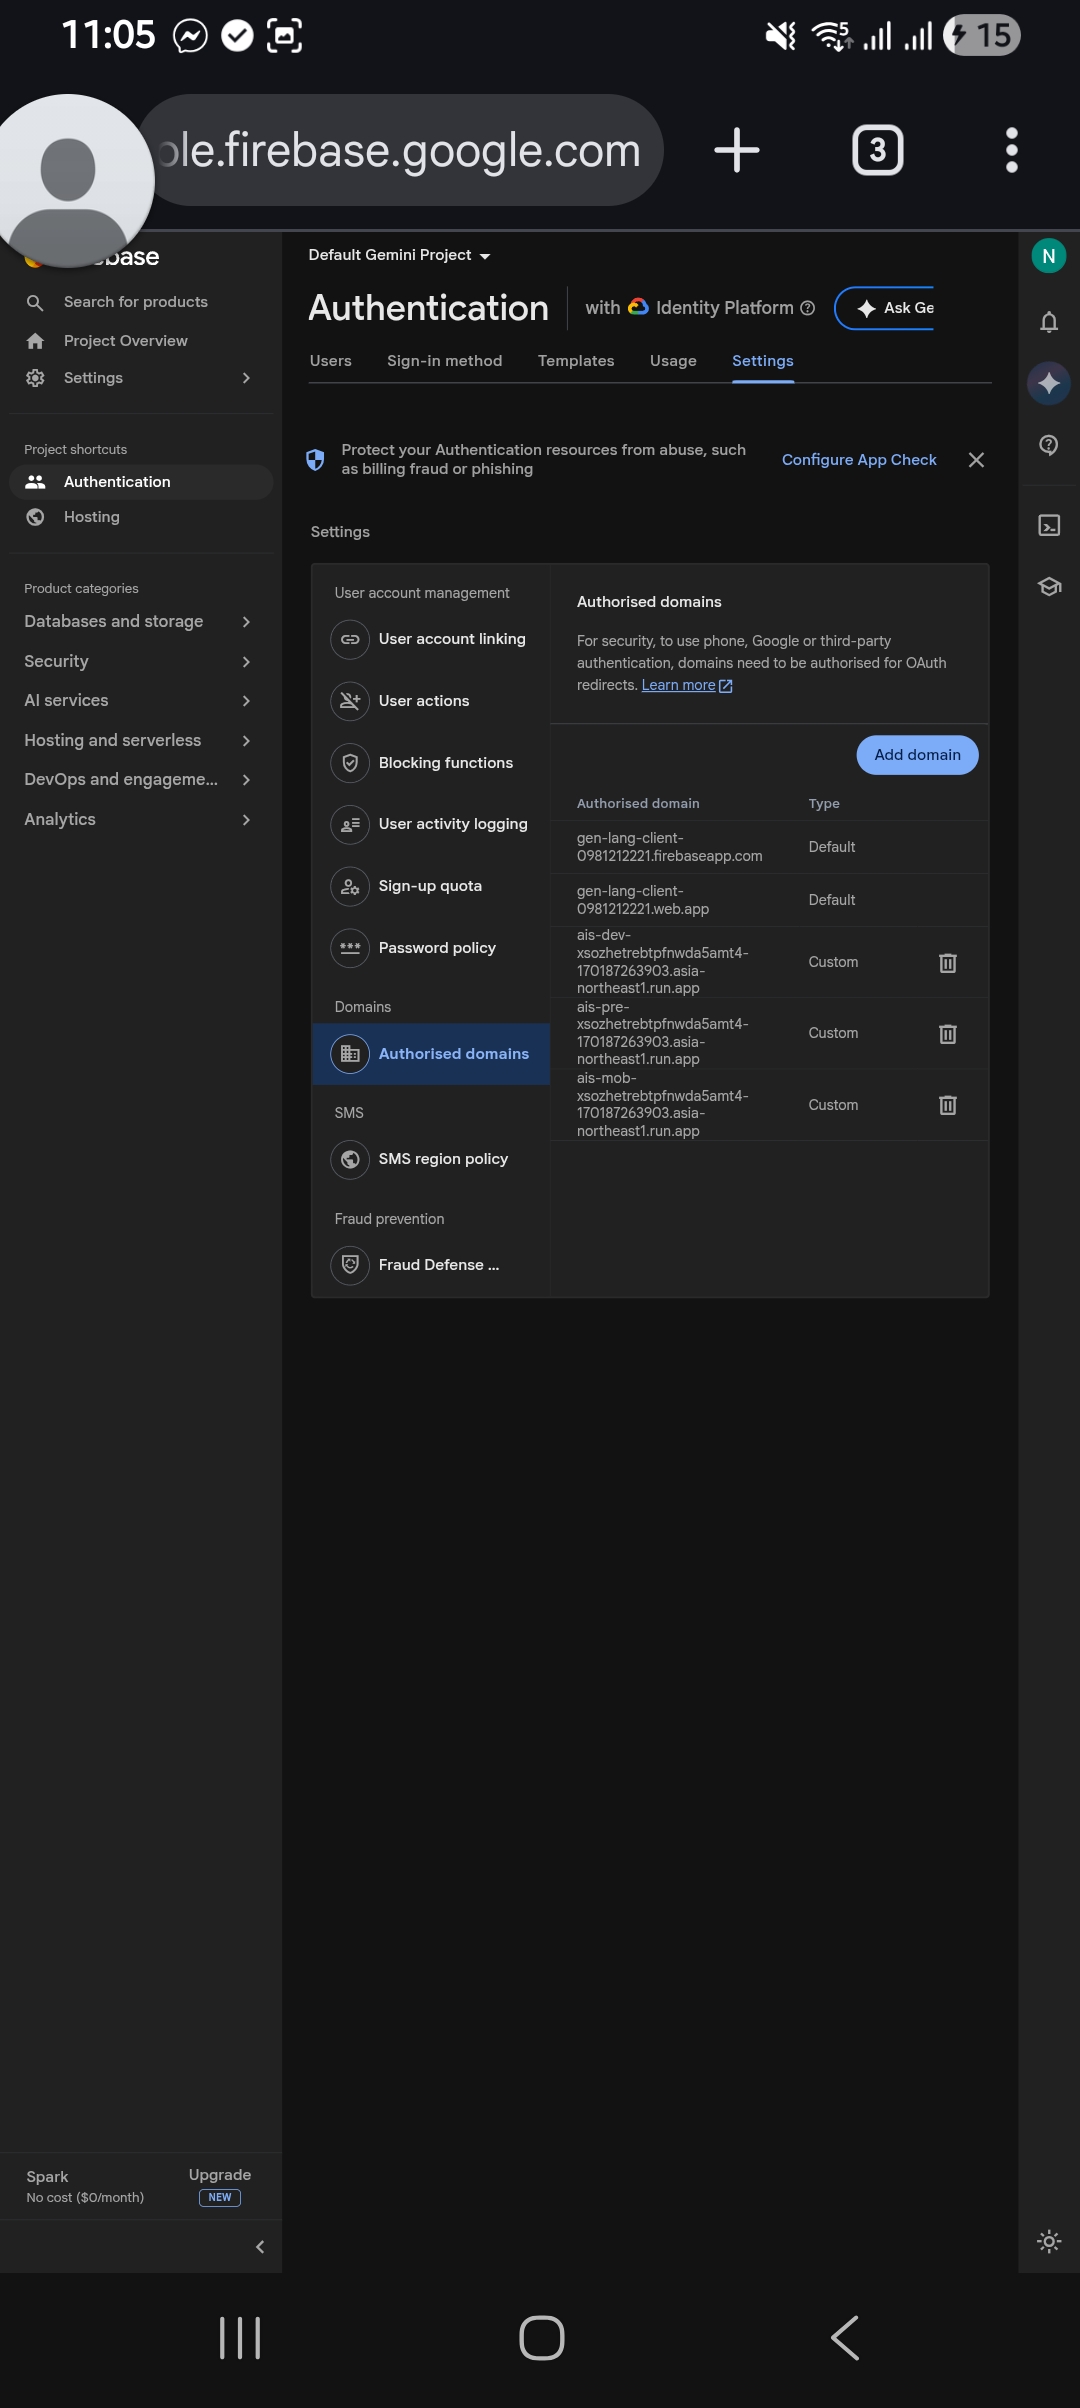 11:05
5
15
ole.firebase.google.com
3
base
Search for products
Project Overview
Settings
Project shortcuts
Authentication
Hosting
Product categories
Databases and storage
Security
AI services
Hosting and serverless
DevOps and engageme...
Analytics
Spark
No cost ($0/month)
Upgrade
NEW
Default Gemini Project
Authentication
with Identity Platform
Ask Ge
N
Users Sign-in method Templates Usage Settings
Protect your Authentication resources from abuse, such
as billing fraud or phishing
Configure App Check
Settings
User account management
User account linking
User actions
Blocking functions
User activity logging
Sign-up quota
Password policy
Domains
Authorised domains
SMS
SMS region policy
Fraud prevention
Fraud Defense ...
Authorised domains
For security, to use phone, Google or third-party
authentication, domains need to be authorised for OAuth
redirects. Learn more
Add domain
Authorised domain Type
gen-lang-client-
0981212221.firebaseapp.com
Default
gen-lang-client-
0981212221.web.app
Default
ais-dev-
xsozhetrebtpfnwda5amt4-
170187263903.asia-
northeast1.run.app
Custom
ais-pre-
xsozhetrebtpfnwda5amt4-
170187263903.asia-
northeast1.run.app
Custom
ais-mob-
xsozhetrebtpfnwda5amt4-
170187263903.asia-
northeast1.run.app
Custom